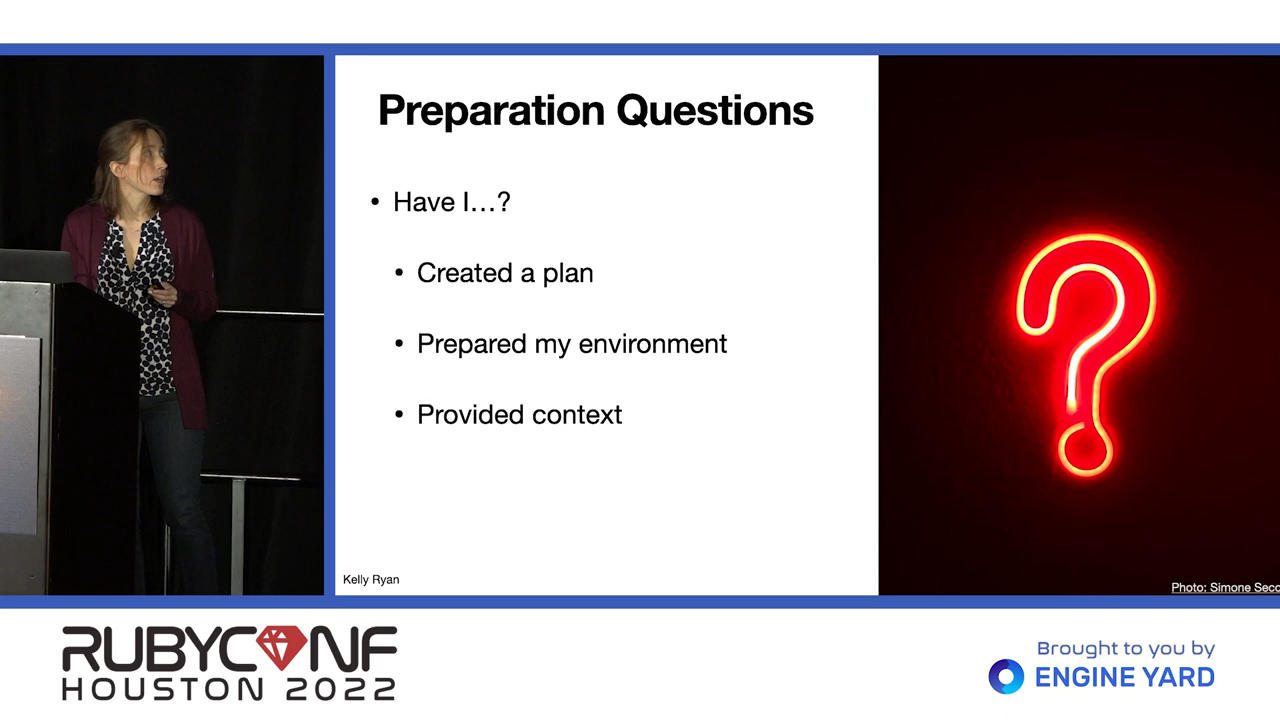 Preparation Questions
• Have I…?
• Created a plan
• Prepared my environment
• Provided context
Kelly Ryan
Photo: Simone Secc
RUBYCONF
HOUSTON 2022
Brought to you by
ENGINE YARD